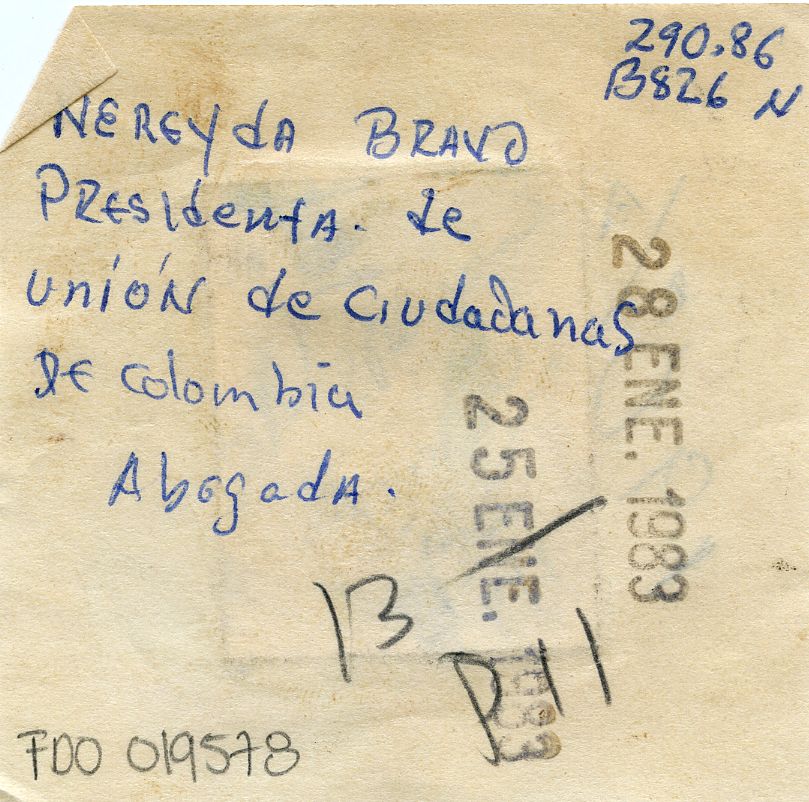 290.86
B826 N
NEREYdA BRAVO
PRESIdentA. de
UNIÓN de Ciudadanas
DE Colombia
AbogadA.
28 ENE. 1983
25 ENE. 1983
B
P11
FDO 019578